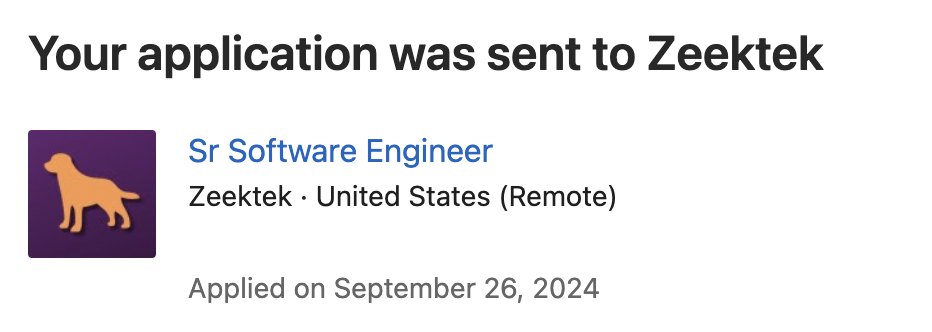 Your application was sent to Zeektek
Sr Software Engineer
Zeektek · United States (Remote)
Applied on September 26, 2024